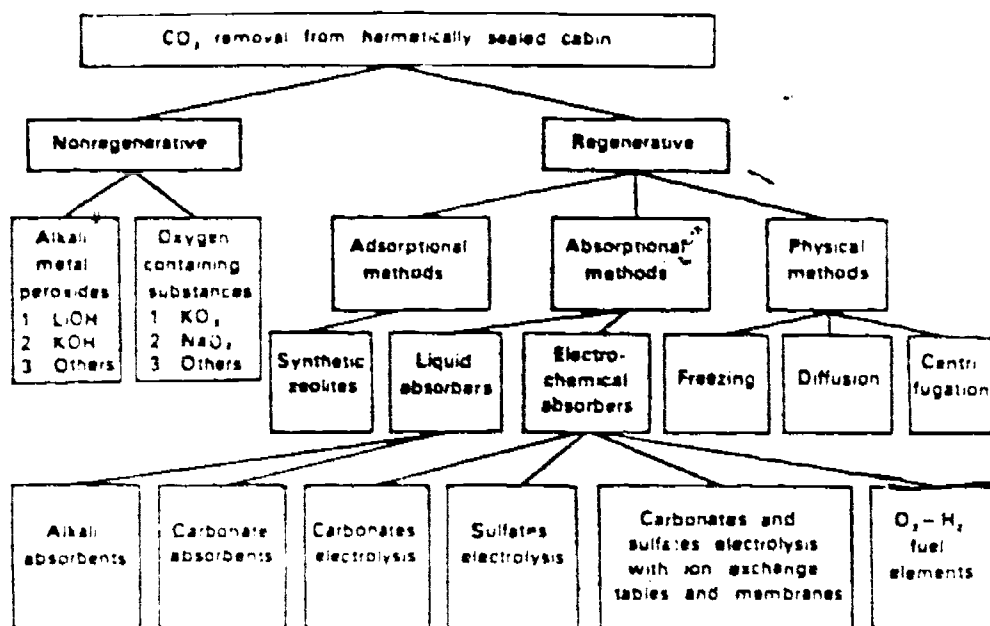 CO₂ removal from hermetically sealed cabin
Nonregenerative
Regenerative
Alkali
metal
peroxides
1 LiOH
2 KOH
3 Others
Oxygen
containing
substances
1 KO₂
2 NaO₂
3 Others
Adsorptional
methods
Absorptional
methods
Physical
methods
Synthetic
zeolites
Liquid
absorbers
Electro-
chemical
absorbers
Freezing
Diffusion
Centri
fugation
Alkali
absorbents
Carbonate
absorbents
Carbonates
electrolysis
Sulfates
electrolysis
Carbonates and
sulfates electrolysis
with ion exchange
tables and membranes
O₂ – H₂
fuel
elements